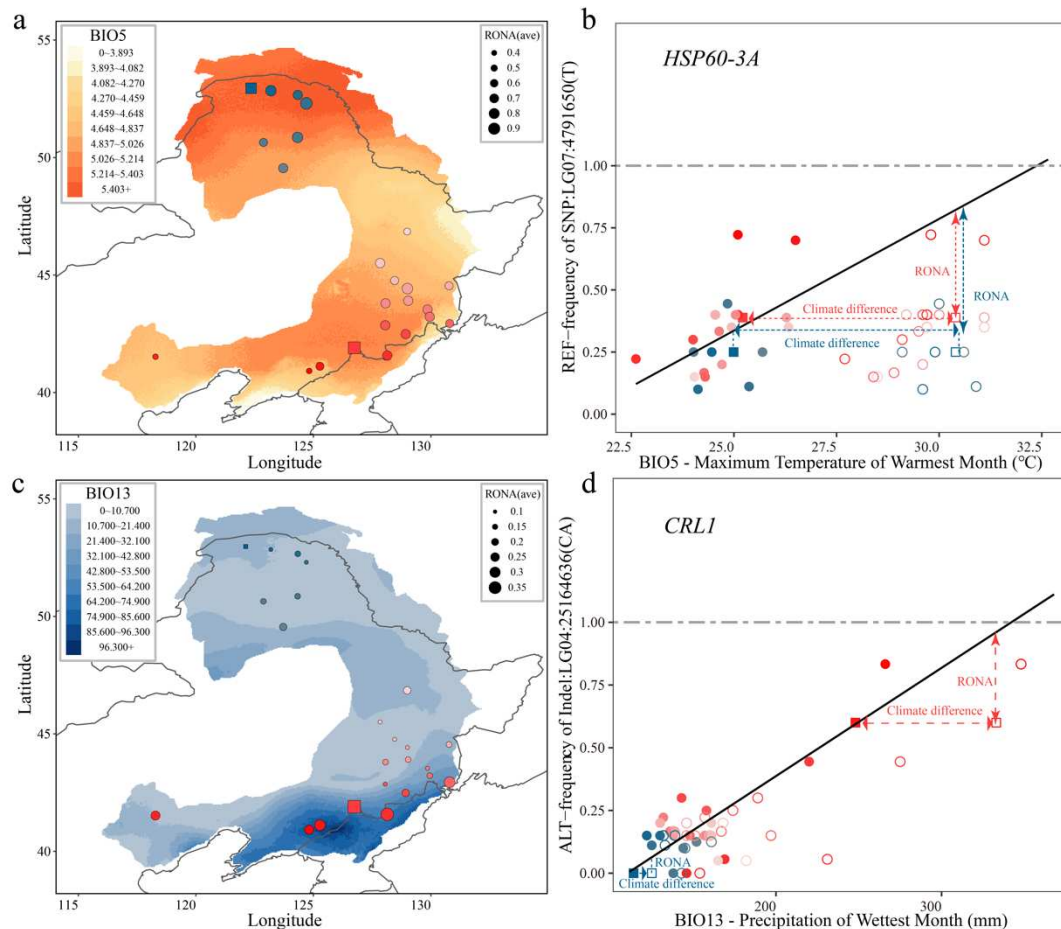 a
55
50
45
40
Latitude
115
120
125
130
Longitude
BIO5
0~3.893
3.893~4.082
4.082~4.270
4.270~4.459
4.459~4.648
4.648~4.837
4.837~5.026
5.026~5.214
5.214~5.403
5.403+
RONA(ave)
0.4
0.5
0.6
0.7
0.8
0.9
b
HSP60-3A
REF−frequency of SNP:LG07:4791650(T)
1.00
0.75
0.50
0.25
0.00
RONA
RONA
Climate difference
Climate difference
22.5
25.0
27.5
30.0
32.5
BIO5 - Maximum Temperature of Warmest Month (℃)
c
55
50
45
40
Latitude
115
120
125
130
Longitude
BIO13
0~10.700
10.700~21.400
21.400~32.100
32.100~42.800
42.800~53.500
53.500~64.200
64.200~74.900
74.900~85.600
85.600~96.300
96.300+
RONA(ave)
0.1
0.15
0.2
0.25
0.3
0.35
d
CRL1
ALT−frequency of Indel:LG04:25164636(CA)
1.00
0.75
0.50
0.25
0.00
RONA
Climate difference
RONA
Climate difference
200
300
BIO13 - Precipitation of Wettest Month (mm)